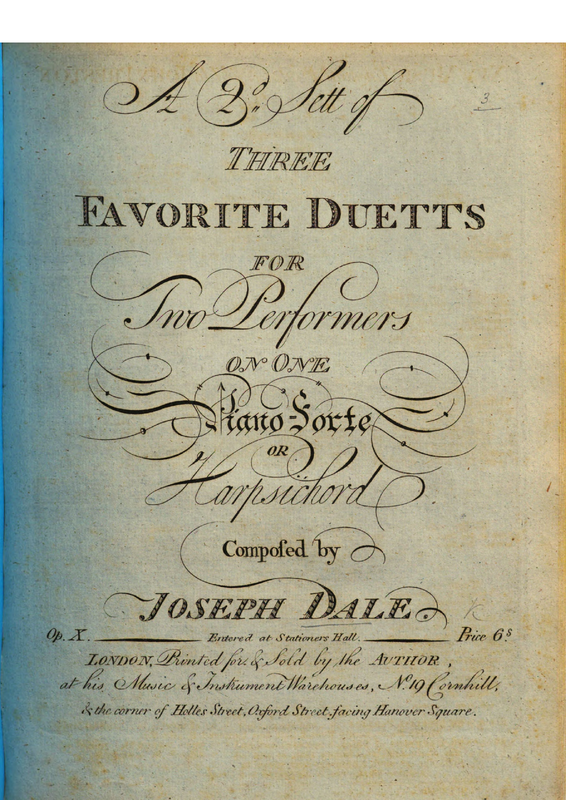 A 2.d Sett of
3
THREE
FAVORITE DUETTS
FOR
Two Performers
ON ONE
Piano-Forte
OR
Harpsichord
Compoſed by
JOSEPH DALE
Op. X. Entered at Stationers Hall. Price 6.s
LONDON, Printed for & Sold by the AUTHOR,
at his Music & Instrument Warehouses, No. 19 Cornhill,
& the corner of Holles Street, Oxford Street, facing Hanover Square.